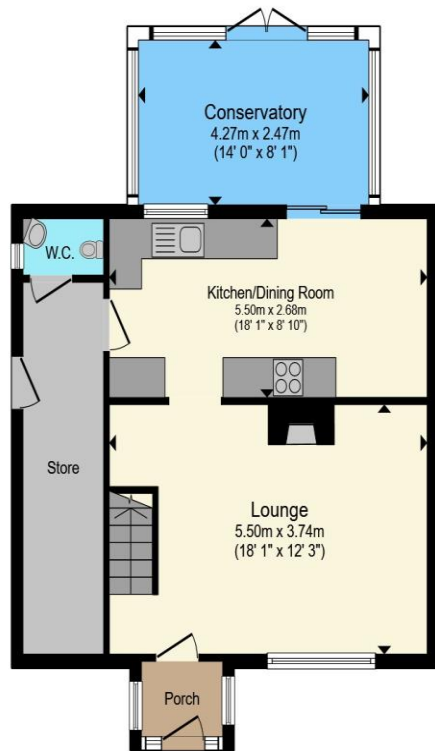 Conservatory
4.27m x 2.47m
(14' 0" x 8' 1")
W.C.
Kitchen/Dining Room
5.50m x 2.68m
(18' 1" x 8' 10")
Store
Lounge
5.50m x 3.74m
(18' 1" x 12' 3")
Porch